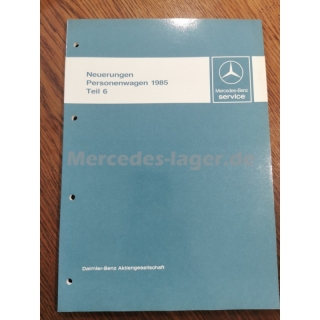 Neuerungen
Personenwagen 1985
Teil 6
Mercedes-Benz
service
Mercedes-lager.de
Daimler-Benz Aktiengesellschaft